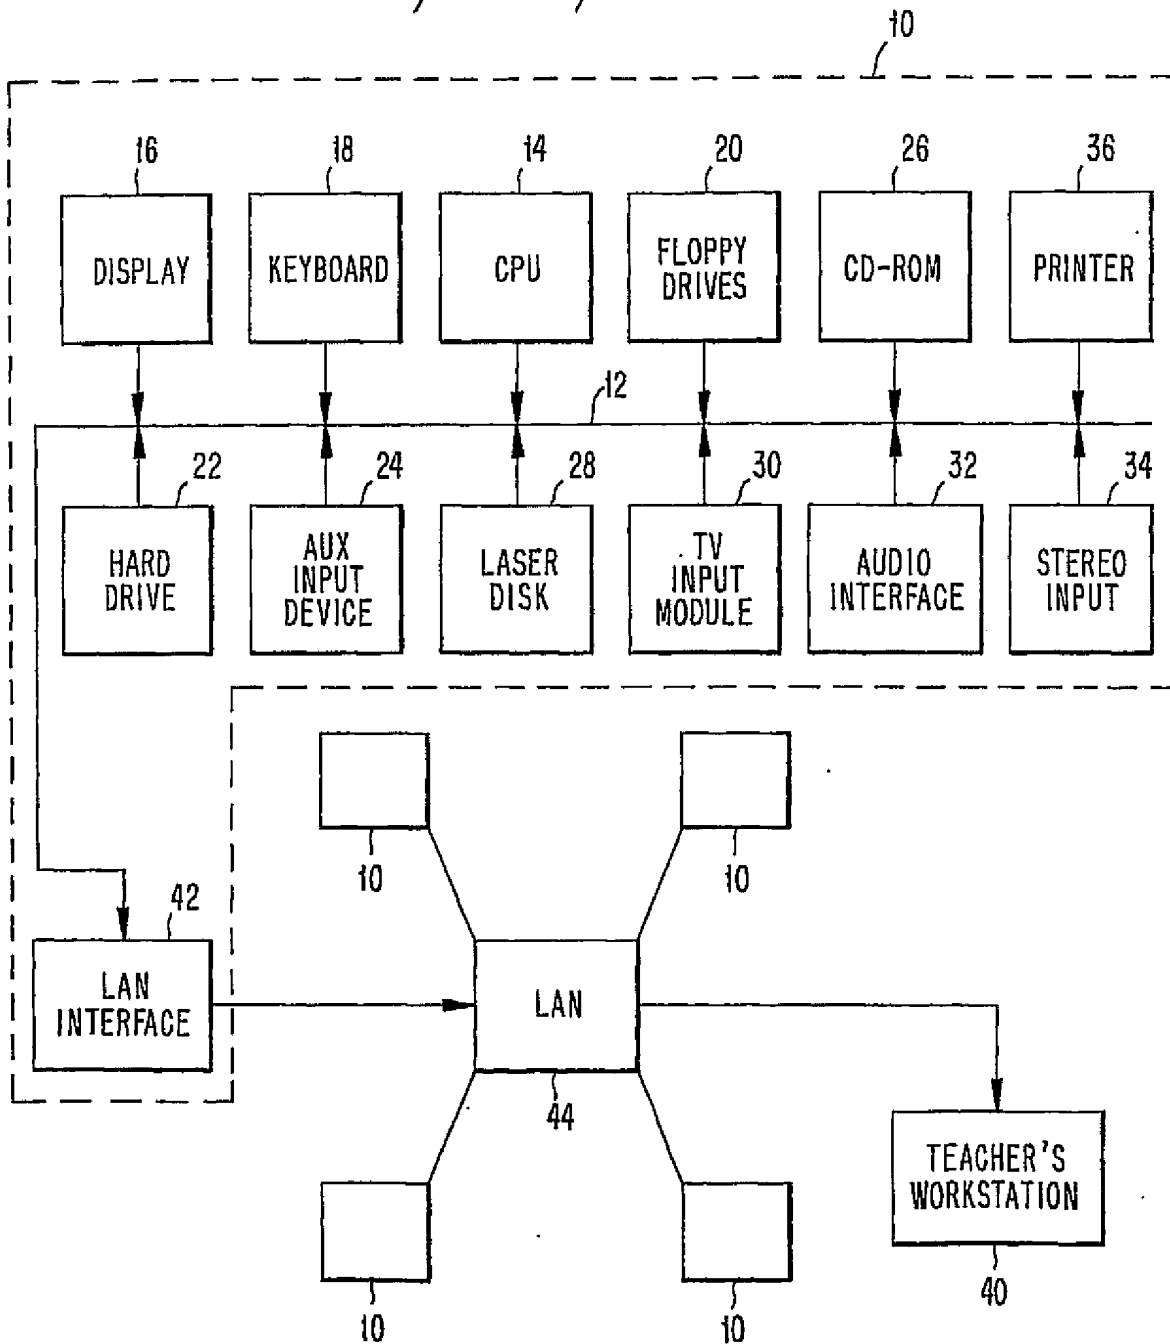 10
16
18
14
20
26
36
DISPLAY
KEYBOARD
CPU
FLOPPY
DRIVES
CD-ROM
PRINTER
12
22
24
28
30
32
34
HARD
DRIVE
AUX
INPUT
DEVICE
LASER
DISK
TV
INPUT
MODULE
AUDIO
INTERFACE
STEREO
INPUT
10
10
42
LAN
INTERFACE
LAN
44
TEACHER'S
WORKSTATION
40
10
10